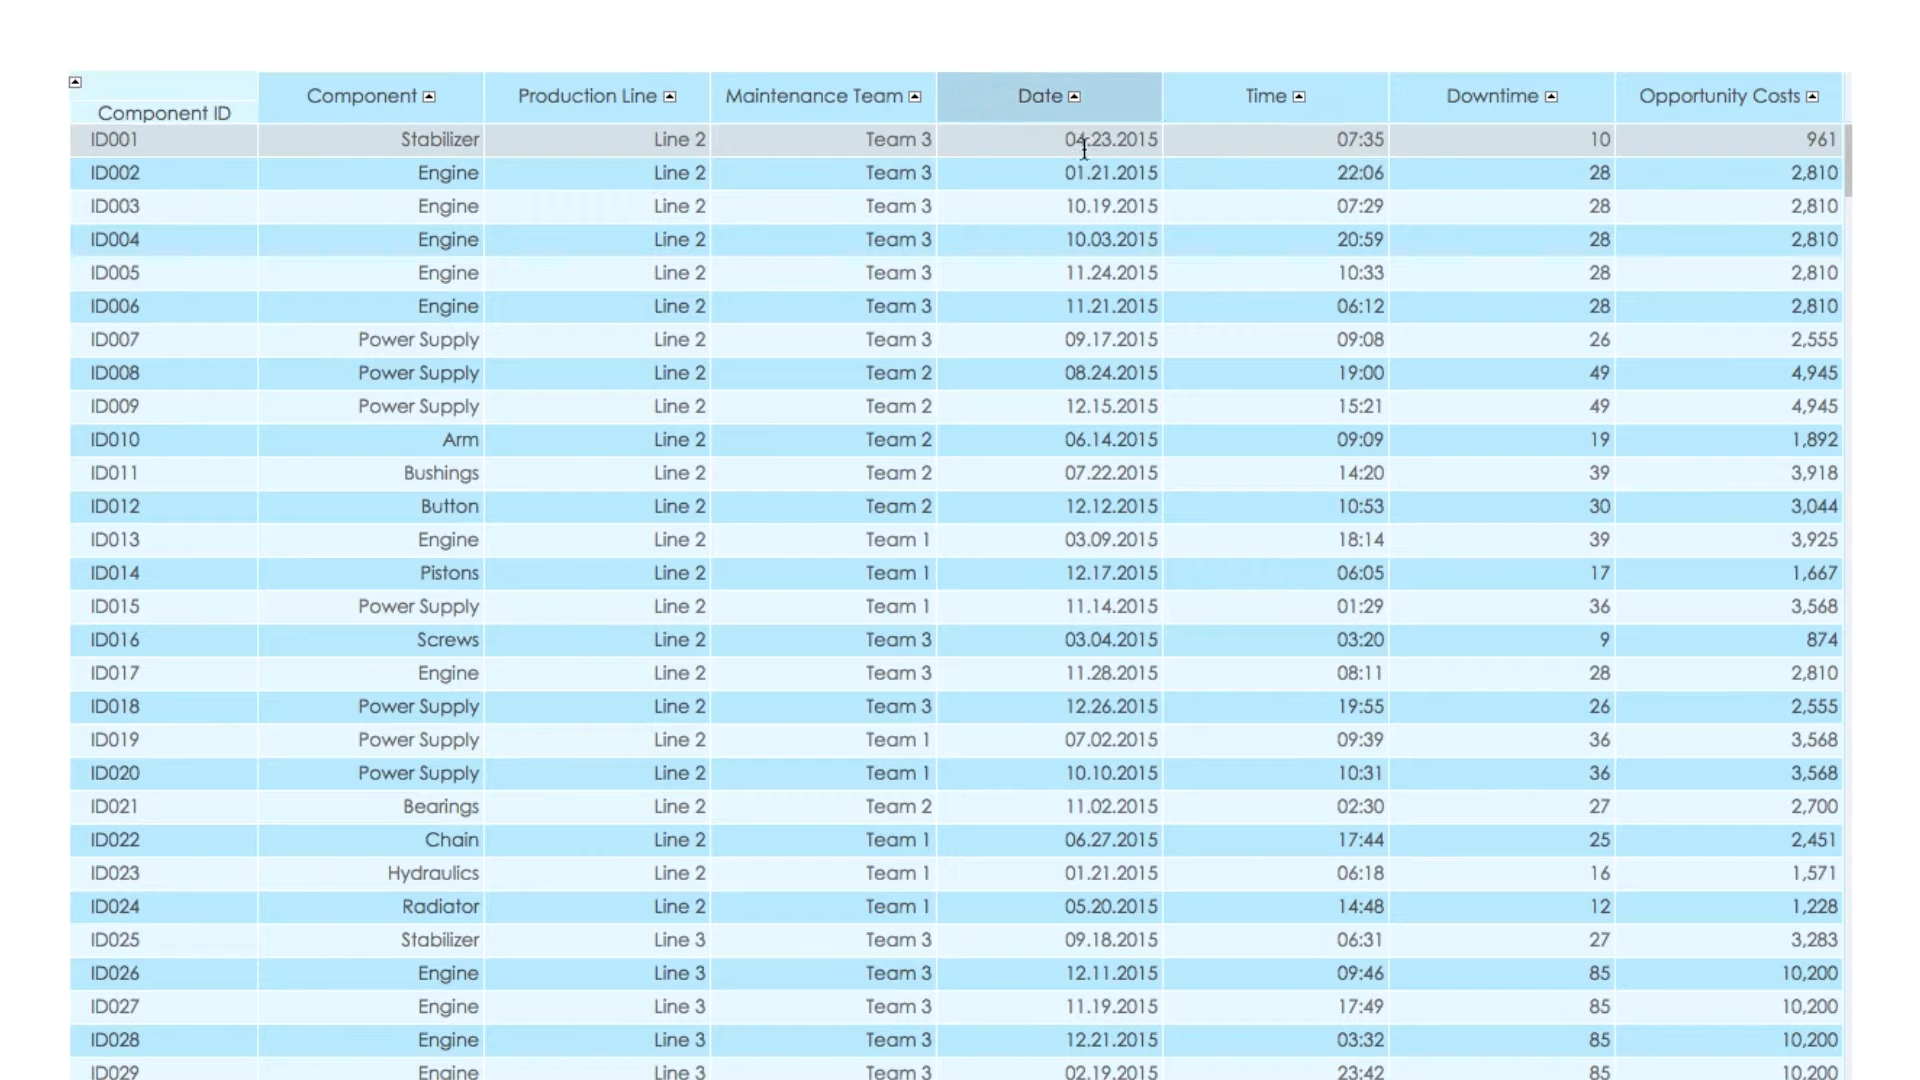 Component ID Component Production Line Maintenance Team Date Time Downtime Opportunity Costs
ID001 Stabilizer Line 2 Team 3 04.23.2015 07:35 10 961
ID002 Engine Line 2 Team 3 01.21.2015 22:06 28 2,810
ID003 Engine Line 2 Team 3 10.19.2015 07:29 28 2,810
ID004 Engine Line 2 Team 3 10.03.2015 20:59 28 2,810
ID005 Engine Line 2 Team 3 11.24.2015 10:33 28 2,810
ID006 Engine Line 2 Team 3 11.21.2015 06:12 28 2,810
ID007 Power Supply Line 2 Team 3 09.17.2015 09:08 26 2,555
ID008 Power Supply Line 2 Team 2 08.24.2015 19:00 49 4,945
ID009 Power Supply Line 2 Team 2 12.15.2015 15:21 49 4,945
ID010 Arm Line 2 Team 2 06.14.2015 09:09 19 1,892
ID011 Bushings Line 2 Team 2 07.22.2015 14:20 39 3,918
ID012 Button Line 2 Team 2 12.12.2015 10:53 30 3,044
ID013 Engine Line 2 Team 1 03.09.2015 18:14 39 3,925
ID014 Pistons Line 2 Team 1 12.17.2015 06:05 17 1,667
ID015 Power Supply Line 2 Team 1 11.14.2015 01:29 36 3,568
ID016 Screws Line 2 Team 3 03.04.2015 03:20 9 874
ID017 Engine Line 2 Team 3 11.28.2015 08:11 28 2,810
ID018 Power Supply Line 2 Team 3 12.26.2015 19:55 26 2,555
ID019 Power Supply Line 2 Team 1 07.02.2015 09:39 36 3,568
ID020 Power Supply Line 2 Team 1 10.10.2015 10:31 36 3,568
ID021 Bearings Line 2 Team 2 11.02.2015 02:30 27 2,700
ID022 Chain Line 2 Team 1 06.27.2015 17:44 25 2,451
ID023 Hydraulics Line 2 Team 1 01.21.2015 06:18 16 1,571
ID024 Radiator Line 2 Team 1 05.20.2015 14:48 12 1,228
ID025 Stabilizer Line 3 Team 3 09.18.2015 06:31 27 3,283
ID026 Engine Line 3 Team 3 12.11.2015 09:46 85 10,200
ID027 Engine Line 3 Team 3 11.19.2015 17:49 85 10,200
ID028 Engine Line 3 Team 3 12.21.2015 03:32 85 10,200
ID029 Engine Line 3 Team 3 02.19.2015 23:42 85 10,200